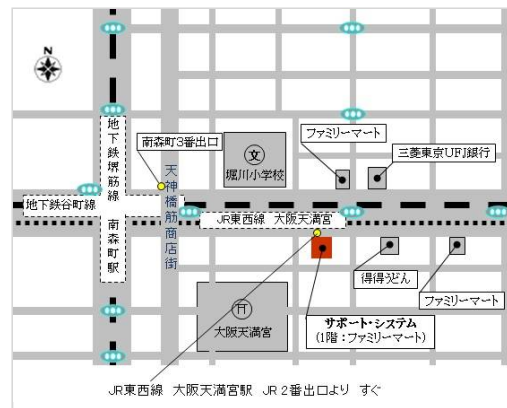 N
地下鉄堺筋線 南森町駅
南森町3番出口
天神橋筋商店街
文
堀川小学校
ファミリーマート
三菱東京UFJ銀行
地下鉄谷町線
JR東西線 大阪天満宮
得得うどん
ファミリーマート
大阪天満宮
サポート・システム
(1階：ファミリーマート)
JR東西線 大阪天満宮駅 JR 2番出口より すぐ